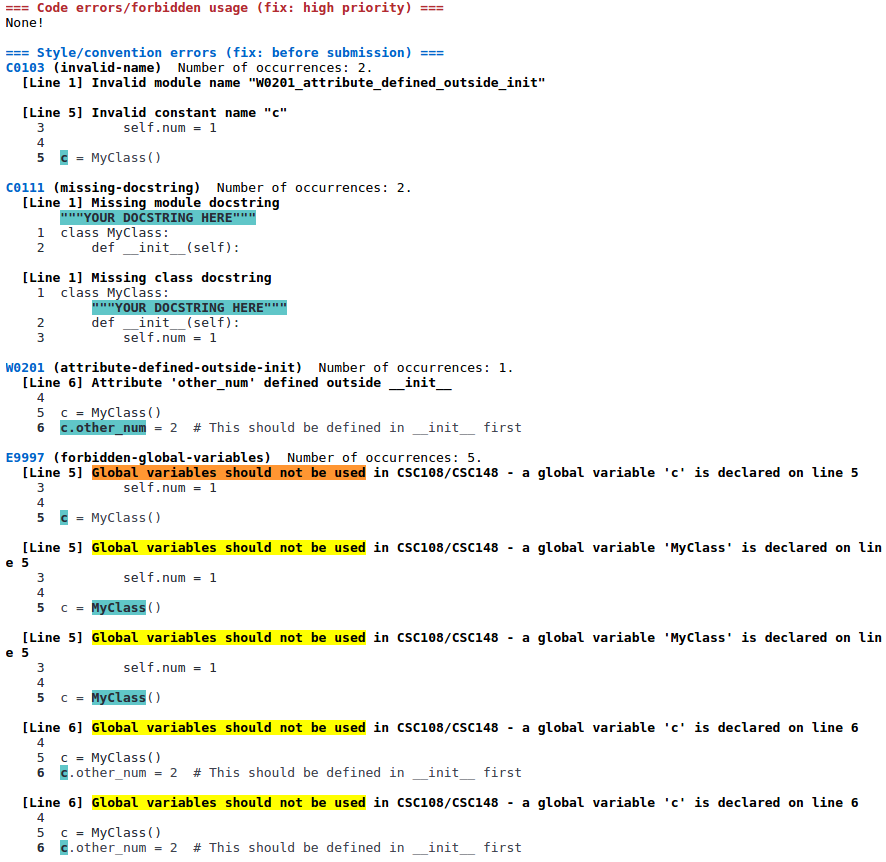 === Code errors/forbidden usage (fix: high priority) ===
None!

=== Style/convention errors (fix: before submission) ===
C0103 (invalid-name)  Number of occurrences: 2.
  [Line 1] Invalid module name "W0201_attribute_defined_outside_init"

  [Line 5] Invalid constant name "c"
    3          self.num = 1
    4
    5  c = MyClass()

C0111 (missing-docstring)  Number of occurrences: 2.
  [Line 1] Missing module docstring
       """YOUR DOCSTRING HERE"""
    1  class MyClass:
    2      def __init__(self):

  [Line 1] Missing class docstring
    1  class MyClass:
           """YOUR DOCSTRING HERE"""
    2      def __init__(self):
    3          self.num = 1

W0201 (attribute-defined-outside-init)  Number of occurrences: 1.
  [Line 6] Attribute 'other_num' defined outside __init__
    4
    5  c = MyClass()
    6  c.other_num = 2  # This should be defined in __init__ first

E9997 (forbidden-global-variables)  Number of occurrences: 5.
  [Line 5] Global variables should not be used in CSC108/CSC148 - a global variable 'c' is declared on line 5
    3          self.num = 1
    4
    5  c = MyClass()

  [Line 5] Global variables should not be used in CSC108/CSC148 - a global variable 'MyClass' is declared on lin
e 5
    3          self.num = 1
    4
    5  c = MyClass()

  [Line 5] Global variables should not be used in CSC108/CSC148 - a global variable 'MyClass' is declared on lin
e 5
    3          self.num = 1
    4
    5  c = MyClass()

  [Line 6] Global variables should not be used in CSC108/CSC148 - a global variable 'c' is declared on line 6
    4
    5  c = MyClass()
    6  c.other_num = 2  # This should be defined in __init__ first

  [Line 6] Global variables should not be used in CSC108/CSC148 - a global variable 'c' is declared on line 6
    4
    5  c = MyClass()
    6  c.other_num = 2  # This should be defined in __init__ first